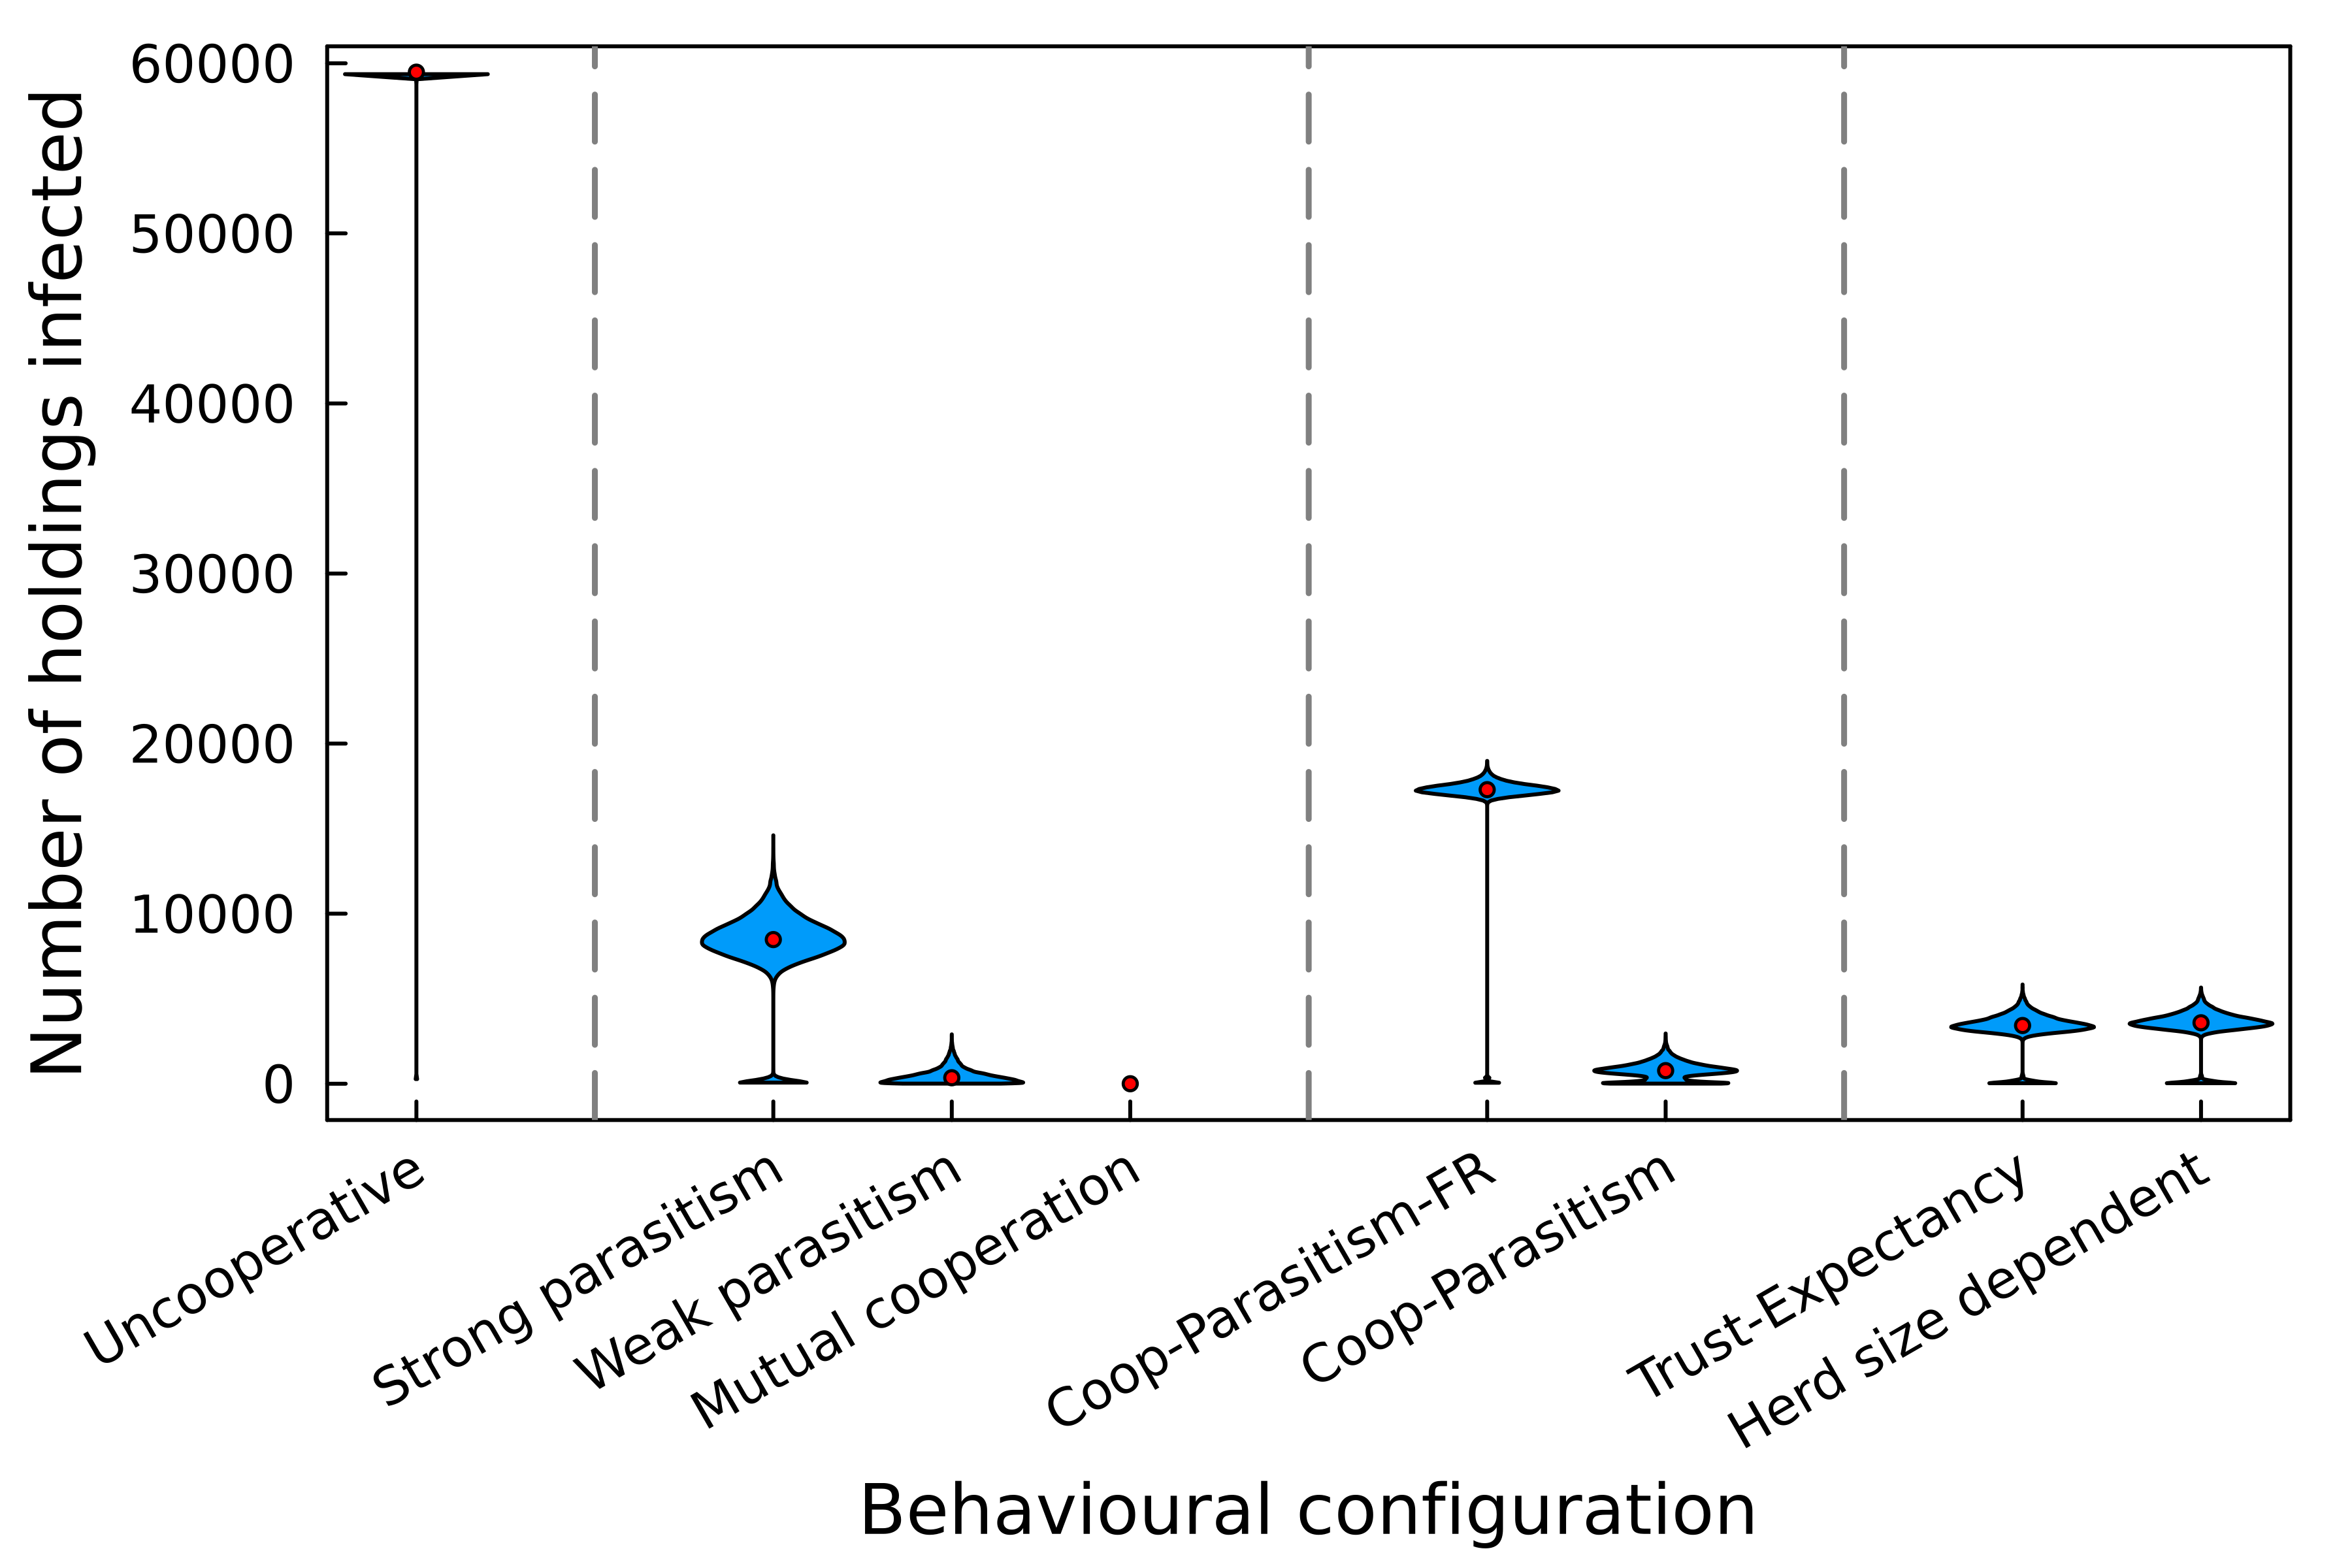 Number of holdings infected
60000
50000
40000
30000
20000
10000
0
Uncooperative
Strong parasitism
Weak parasitism
Mutual cooperation
Coop-Parasitism-FR
Coop-Parasitism
Trust-Expectancy
Herd size dependent
Behavioural configuration